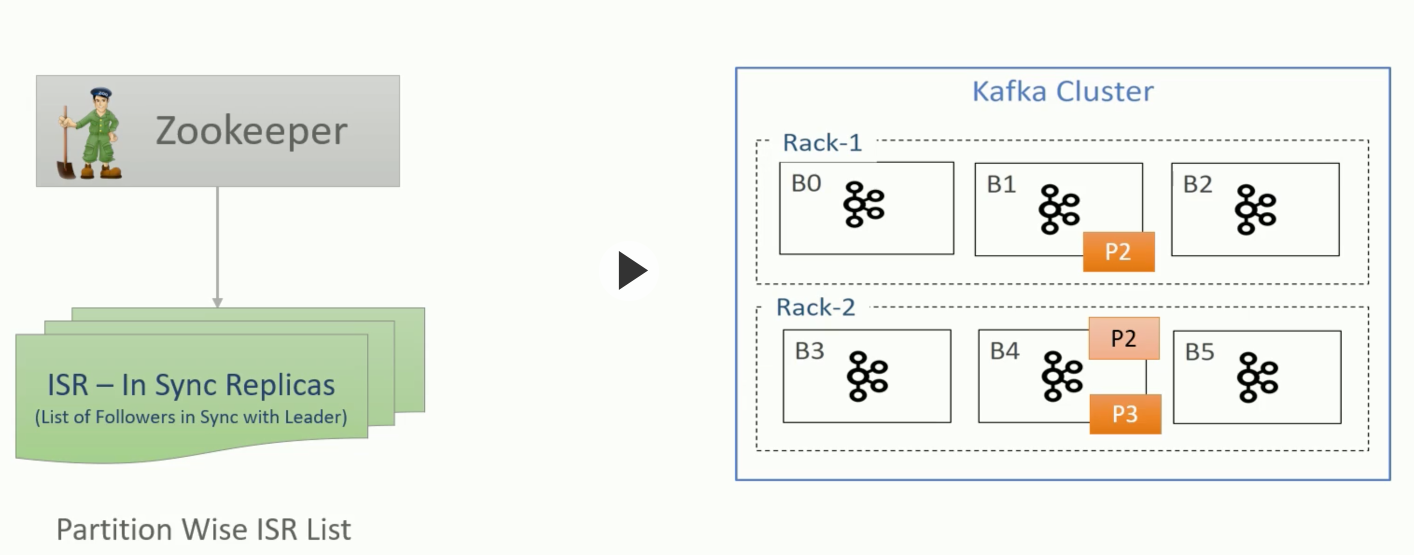 Zookeeper
ISR – In Sync Replicas
(List of Followers in Sync with Leader)
Partition Wise ISR List
Kafka Cluster
Rack-1
B0
B1
B2
P2
Rack-2
B3
B4
P2
B5
P3